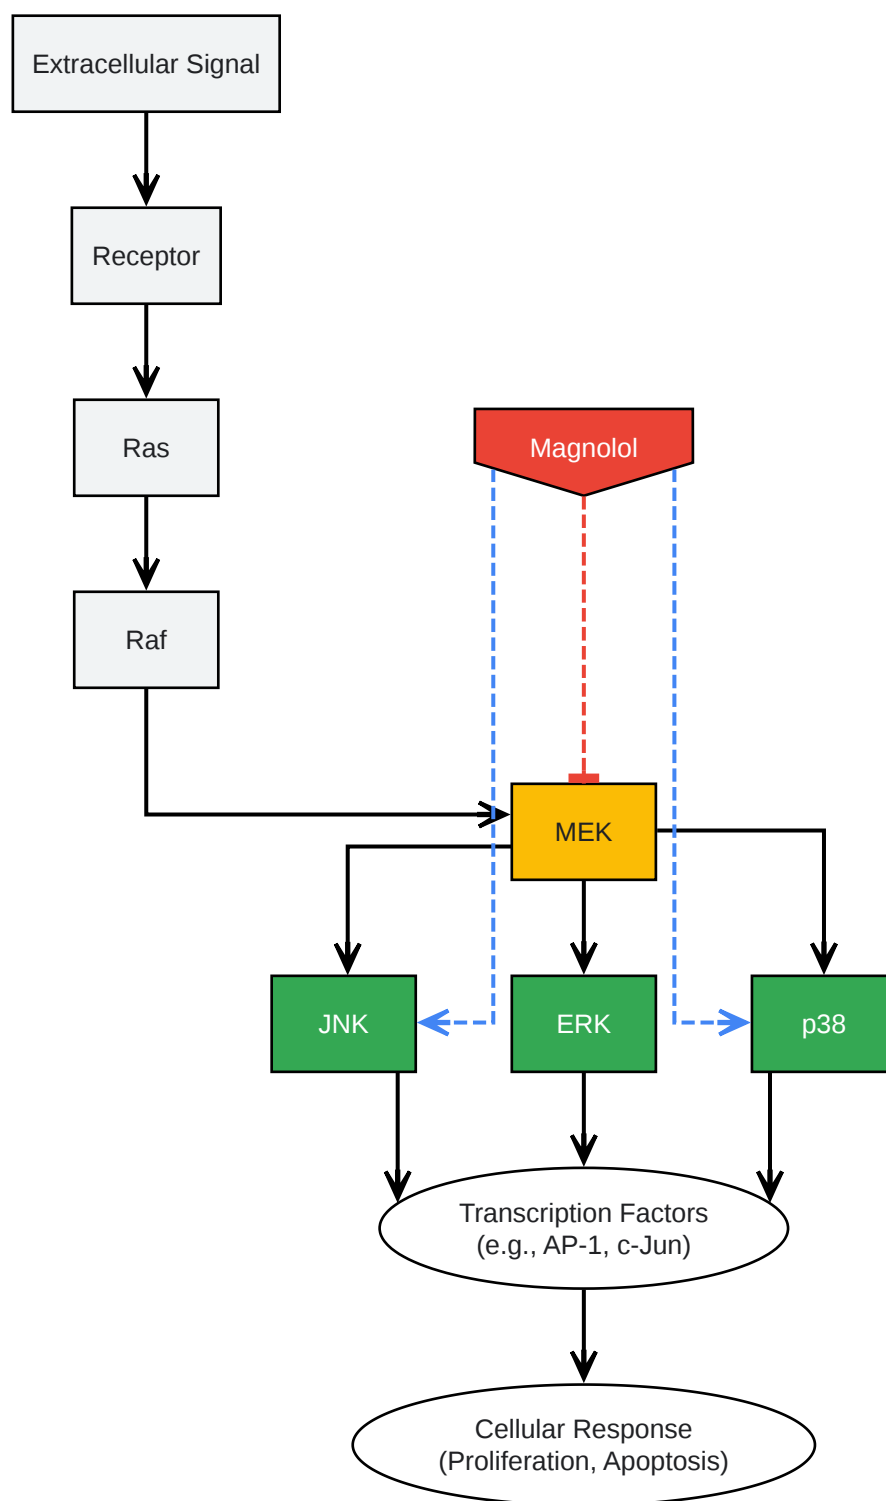 Extracellular Signal
Receptor
Ras
Magnolol
Raf
MEK
JNK
ERK
p38
Transcription Factors
(e.g., AP-1, c-Jun)
Cellular Response
(Proliferation, Apoptosis)